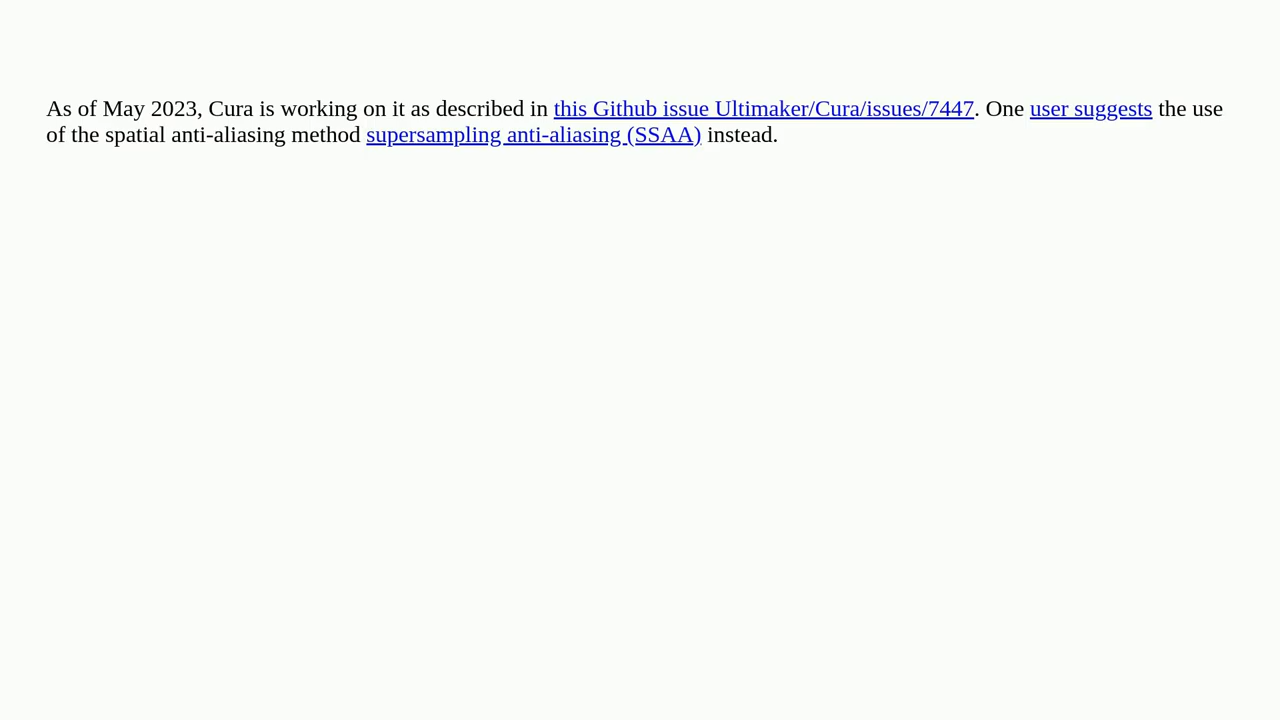 As of May 2023, Cura is working on it as described in this Github issue Ultimaker/Cura/issues/7447. One user suggests the use
of the spatial anti-aliasing method supersampling anti-aliasing (SSAA) instead.